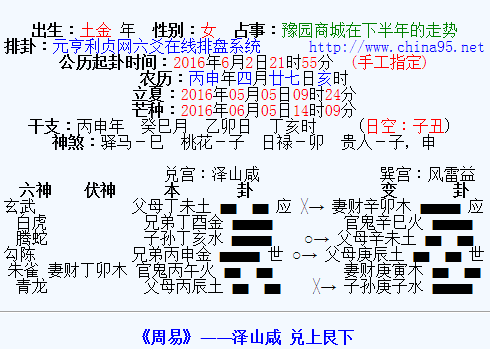 出生：土金 年  性别：女  占事：豫园商城在下半年的走势
排卦：元亨利贞网六爻在线排盘系统  http://www.china95.net
公历起卦时间：2016年6月2日21时55分 （手工指定）
农历：丙申年四月廿七日亥时
立夏：2016年05月05日09时24分
芒种：2016年06月05日14时09分
干支：丙申年 癸巳月 乙卯日 丁亥时 （日空：子丑）
神煞：驿马－巳 桃花－子 日禄－卯 贵人－子，申
兑宫：泽山咸 巽宫：风雷益
六神 伏神 本 卦 变 卦
玄武 父母丁未土 应 ╳→ 妻财辛卯木 应
白虎 兄弟丁酉金 官鬼辛巳火
腾蛇 子孙丁亥水 ○→ 父母辛未土
勾陈 兄弟丙申金 世 ○→ 父母庚辰土 世
朱雀 妻财丁卯木 官鬼丙午火 妻财庚寅木
青龙 父母丙辰土 ╳→ 子孙庚子水
《周易》——泽山咸 兑上艮下